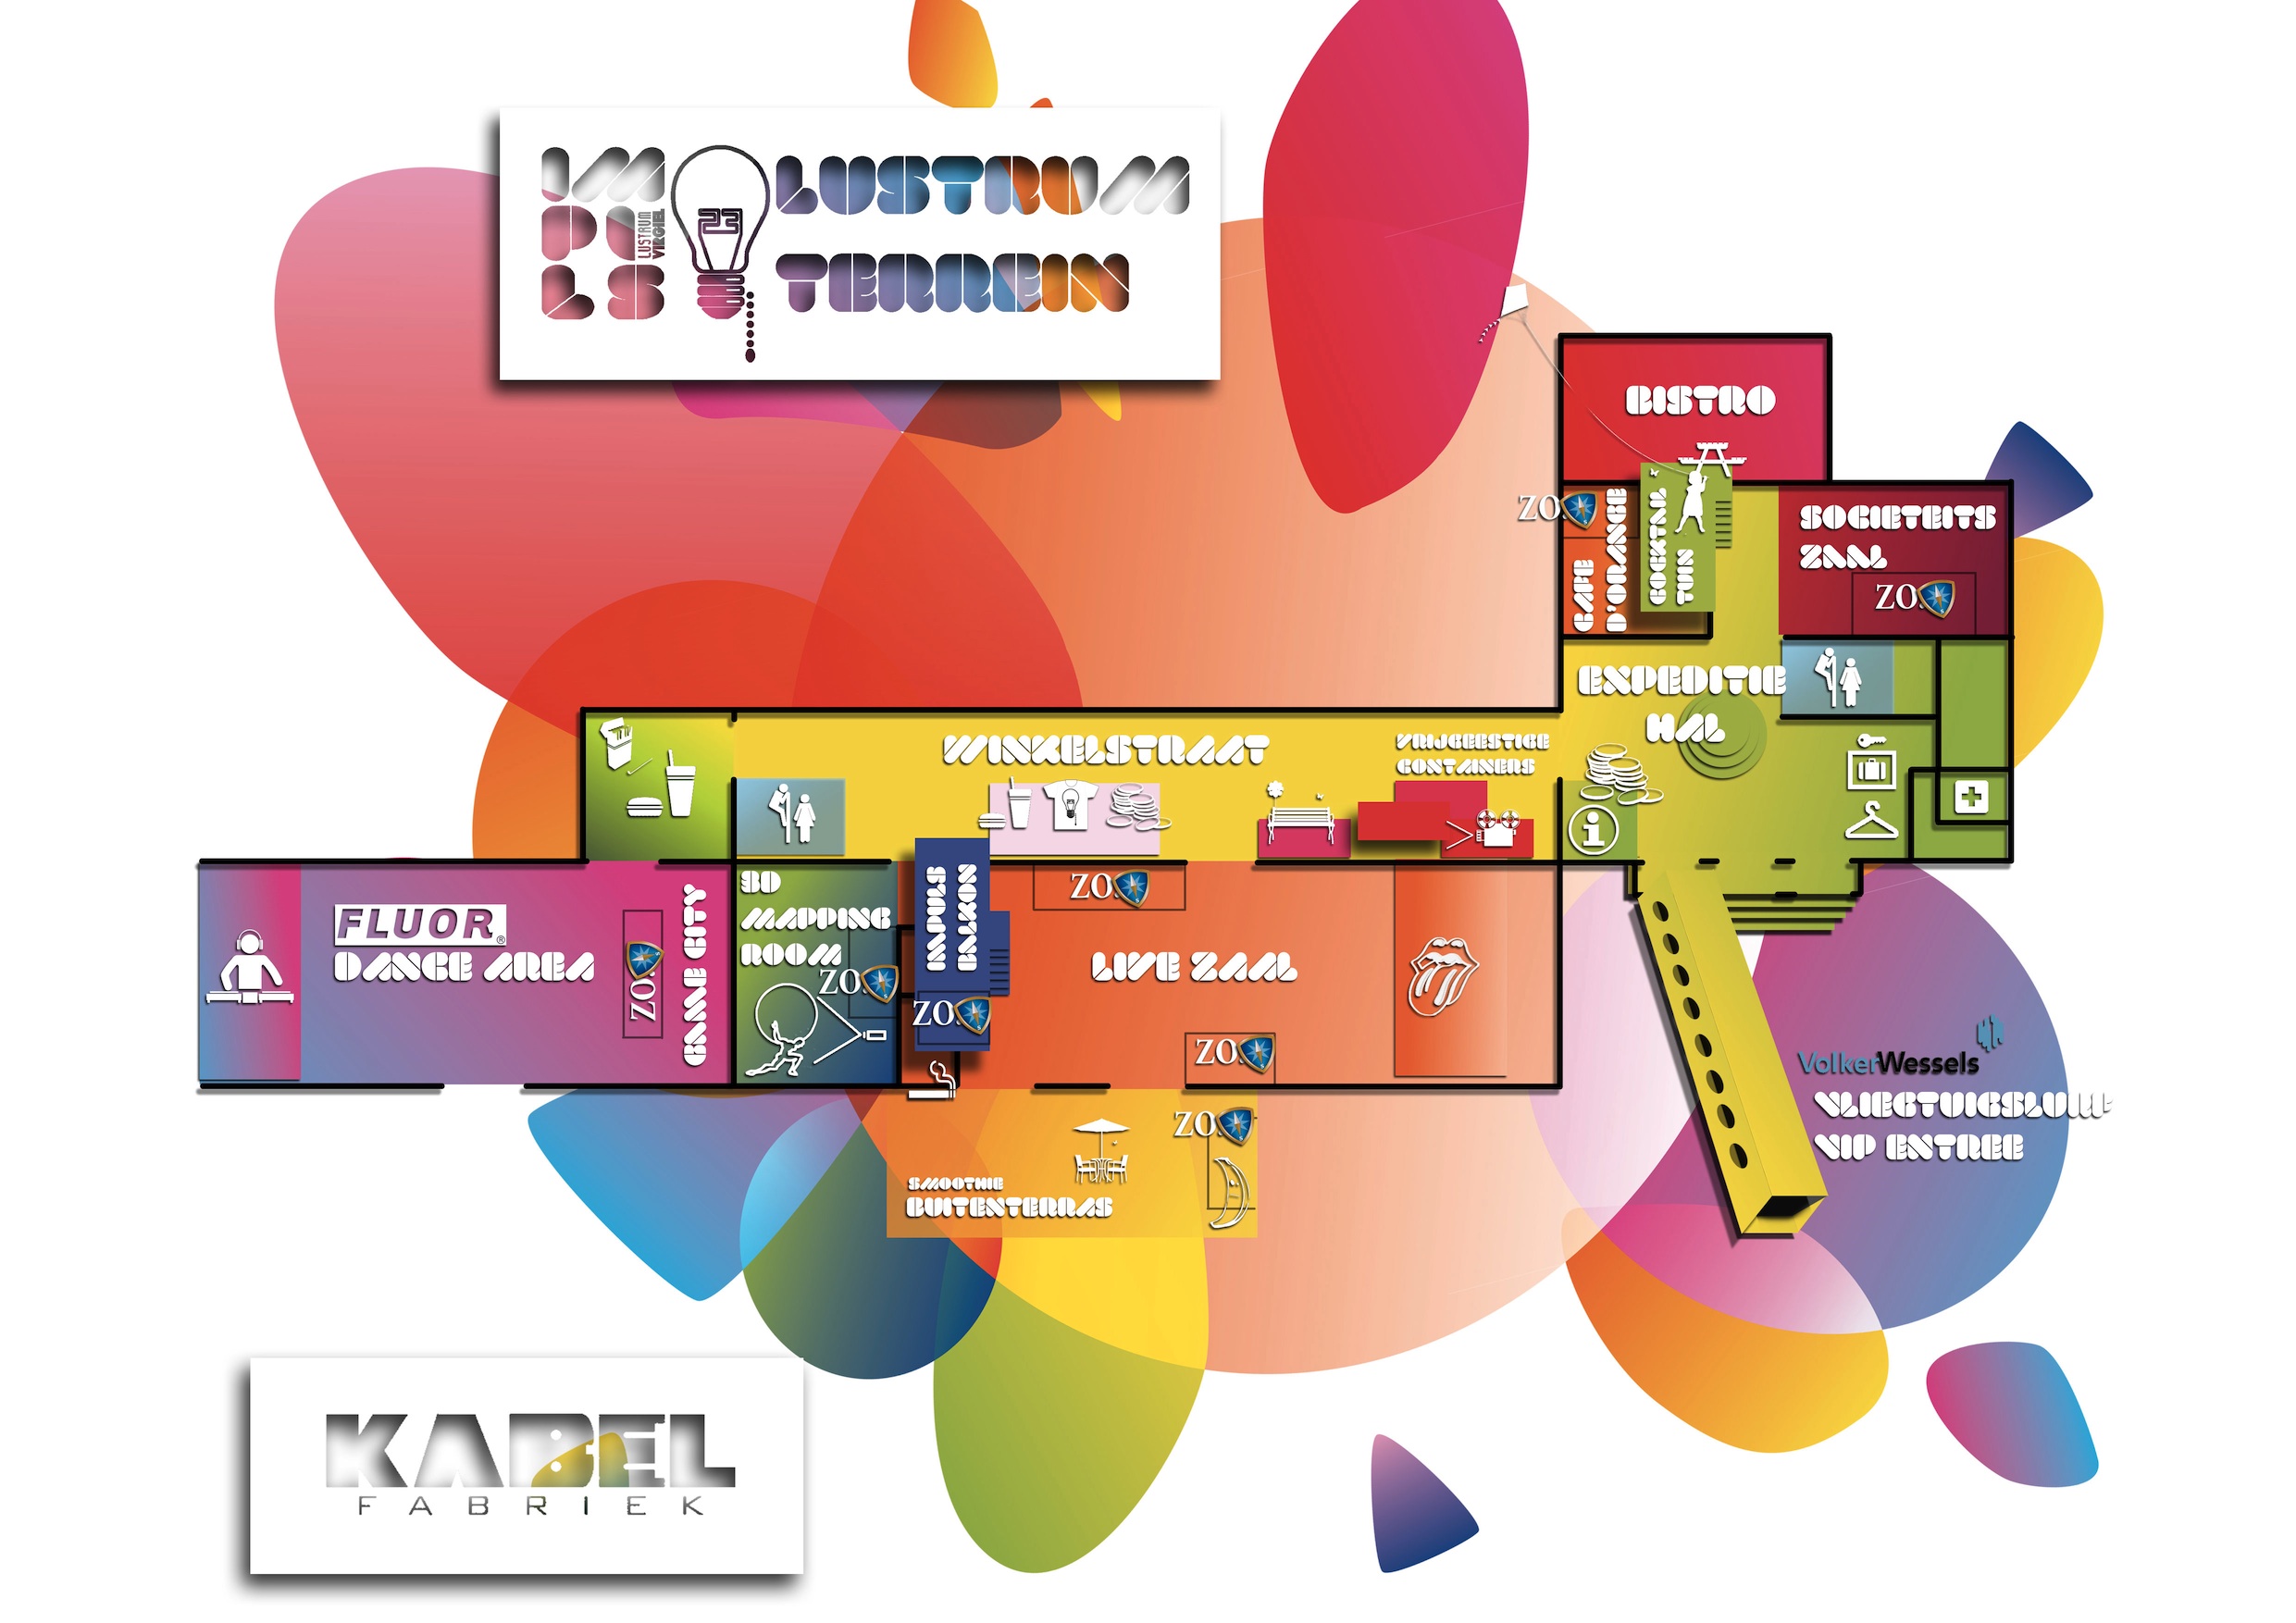 IM
PU
LS
LUSTRUM
VIRGIEL
23
LUSTRUM
TERREIN
BISTRO
ZO
CAFE
D'ORANGE
COCKTAIL
TUIN
SOCIETEITS
ZAAL
ZO
EXPEDITIE
HAL
WINKELSTRAAT
VRIJGEESTIGE
CONTAINERS
i
FLUOR®
DANCE AREA
ZO
GAME CITY
3D
MAPPING
ROOM
ZO
IMPULS
BALKON
ZO
ZO
LIVE ZAAL
ZO
ZO
SMOOTHIE
BUITENTERRAS
VolkerWessels
VLIEGTUIGSLURF
VIP ENTREE
KABEL
FABRIEK